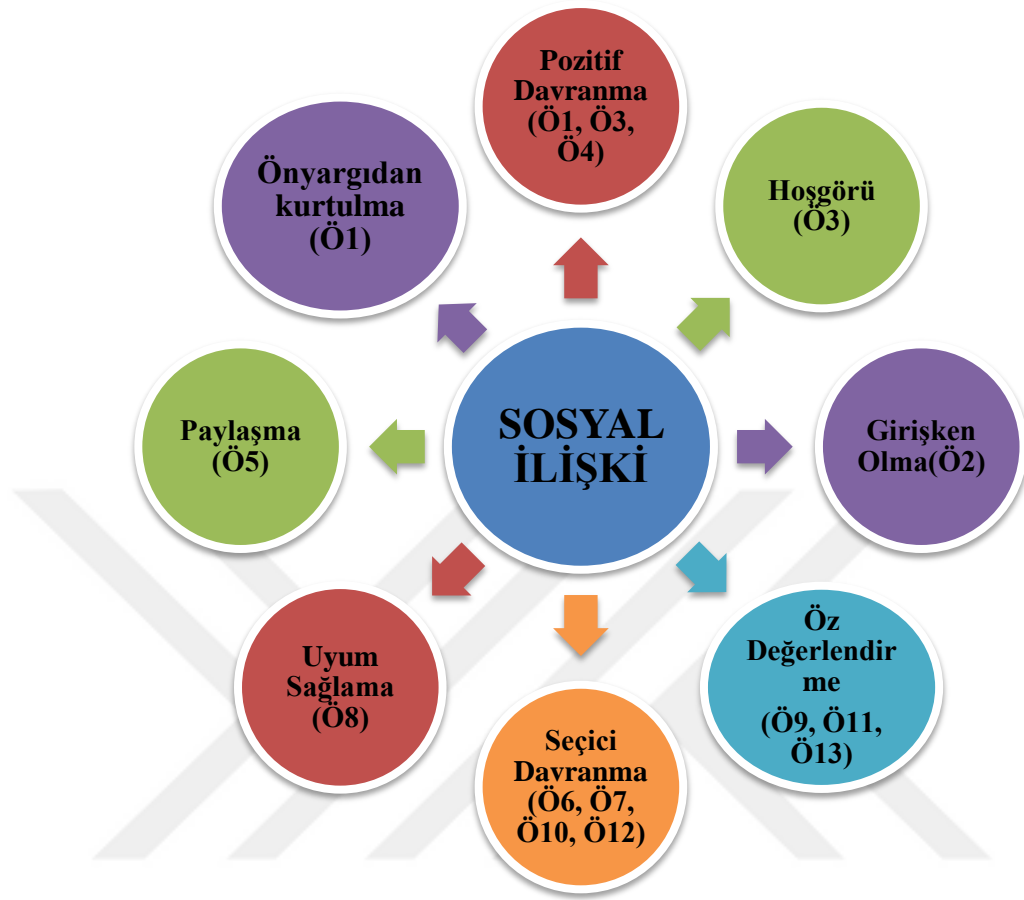 Pozitif
Davranma
(Ö1, Ö3,
Ö4)
Hoşgörü
(Ö3)
Girişken
Olma(Ö2)
Öz
Değerlendir
me
(Ö9, Ö11,
Ö13)
Seçici
Davranma
(Ö6, Ö7,
Ö10, Ö12)
Uyum
Sağlama
(Ö8)
Paylaşma
(Ö5)
Önyargıdan
kurtulma
(Ö1)
SOSYAL
İLİŞKİ